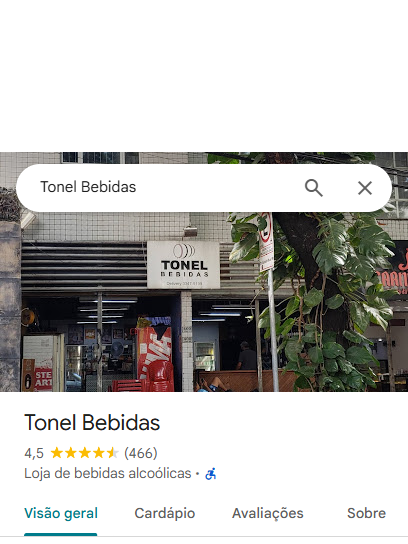 Tonel Bebidas
TONEL
BEBIDAS
STE
ART
Tonel Bebidas
4,5 (466)
Loja de bebidas alcoólicas •
Visão geral Cardápio Avaliações Sobre